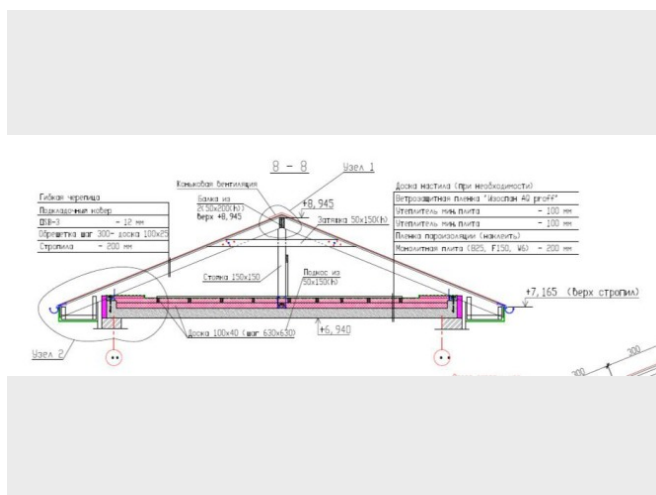 8 - 8
Узел 1
Коньковая вентиляция
Гибкая черепица
Подкладочный ковер
OSB-3 - 12 мм
Обрешетка шаг 300- доска 100х25
Стропила - 200 мм
Балка из
2(50х200(h)
верх +8,945
+8,945
Затяжка 50х150(h)
Доска настила (при необходимости)
Ветрозащитная пленка "Изоспан AQ proff"
Утеплитель мин. плита - 100 мм
Утеплитель мин. плита - 100 мм
Пленка пароизоляции (наклеить)
Монолитная плита (В25, F150, W6) - 200 мм
Стойка 150х150
Подкос из
50х150(h)
+7,165 (верх стропил)
Доска 100х40 (шаг 630х630)
+6,940
Узел 2
300
300